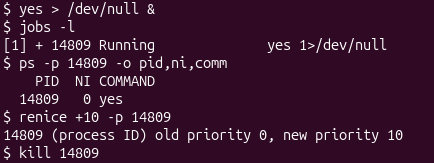 $ yes > /dev/null &
$ jobs -l
[1] + 14809 Running                 yes 1>/dev/null
$ ps -p 14809 -o pid,ni,comm
    PID  NI COMMAND
  14809   0 yes
$ renice +10 -p 14809
14809 (process ID) old priority 0, new priority 10
$ kill 14809